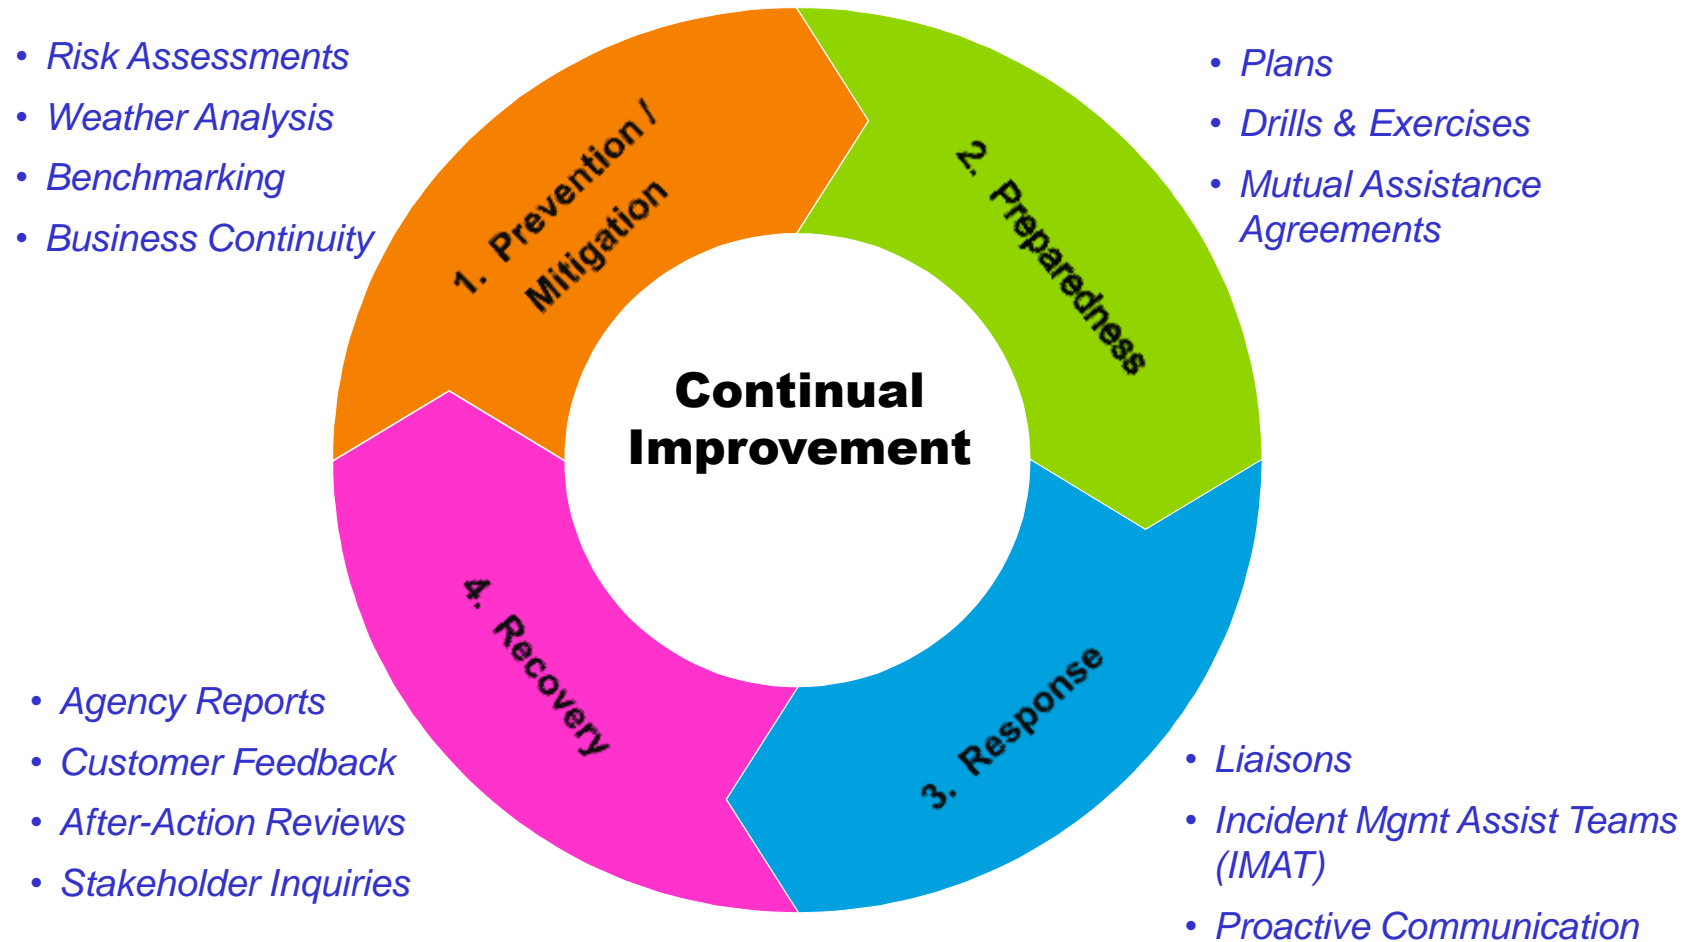 • Risk Assessments
• Weather Analysis
• Benchmarking
• Business Continuity
1. Prevention /
Mitigation
2. Preparedness
• Plans
• Drills & Exercises
• Mutual Assistance
Agreements
Continual
Improvement
4. Recovery
• Agency Reports
• Customer Feedback
• After-Action Reviews
• Stakeholder Inquiries
3. Response
• Liaisons
• Incident Mgmt Assist Teams
(IMAT)
• Proactive Communication